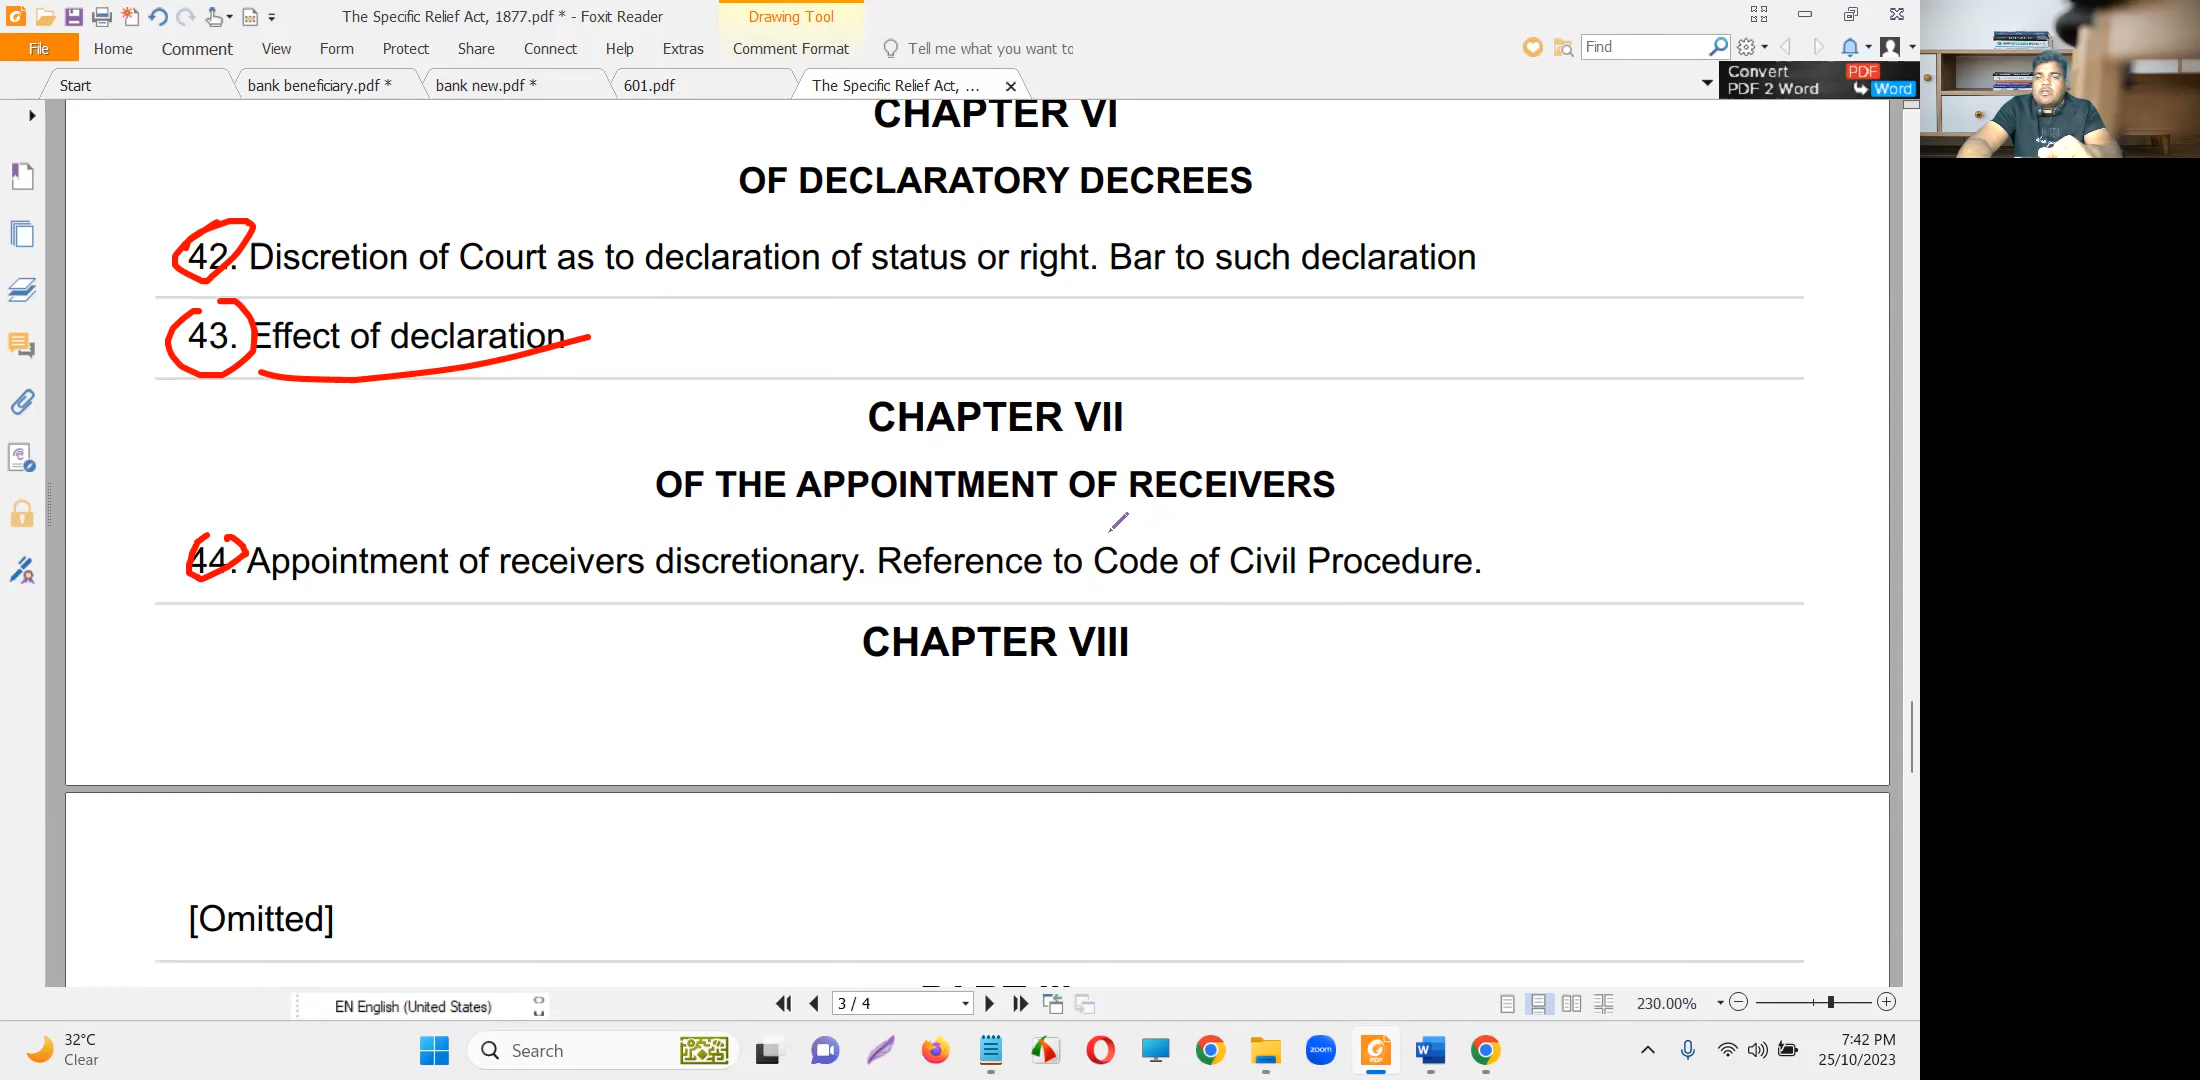 The Specific Relief Act, 1877.pdf * - Foxit Reader
Drawing Tool
File
Home
Comment
View
Form
Protect
Share
Connect
Help
Extras
Comment Format
Tell me what you want to
Find
Start
bank beneficiary.pdf *
bank new.pdf *
601.pdf
The Specific Relief Act, ...
Convert PDF
PDF 2 Word Word
CHAPTER VI
OF DECLARATORY DECREES
42. Discretion of Court as to declaration of status or right. Bar to such declaration
43. Effect of declaration
CHAPTER VII
OF THE APPOINTMENT OF RECEIVERS
44. Appointment of receivers discretionary. Reference to Code of Civil Procedure.
CHAPTER VIII
[Omitted]
PART III
EN English (United States)
3 / 4
230.00%
32°C
Clear
Search
zoom
7:42 PM
25/10/2023